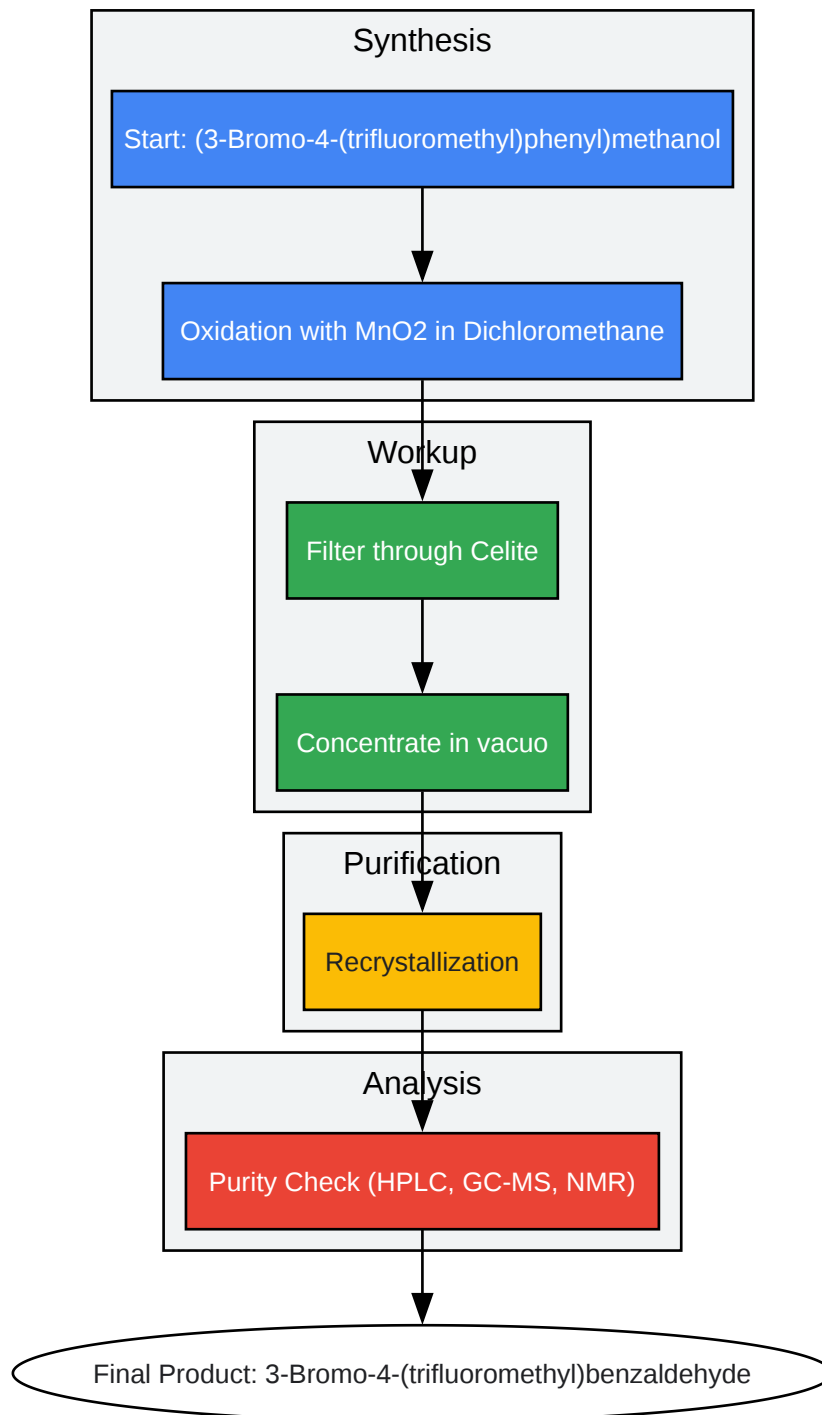 Synthesis
Start: (3-Bromo-4-(trifluoromethyl)phenyl)methanol
Oxidation with MnO2 in Dichloromethane
Workup
Filter through Celite
Concentrate in vacuo
Purification
Recrystallization
Analysis
Purity Check (HPLC, GC-MS, NMR)
Final Product: 3-Bromo-4-(trifluoromethyl)benzaldehyde